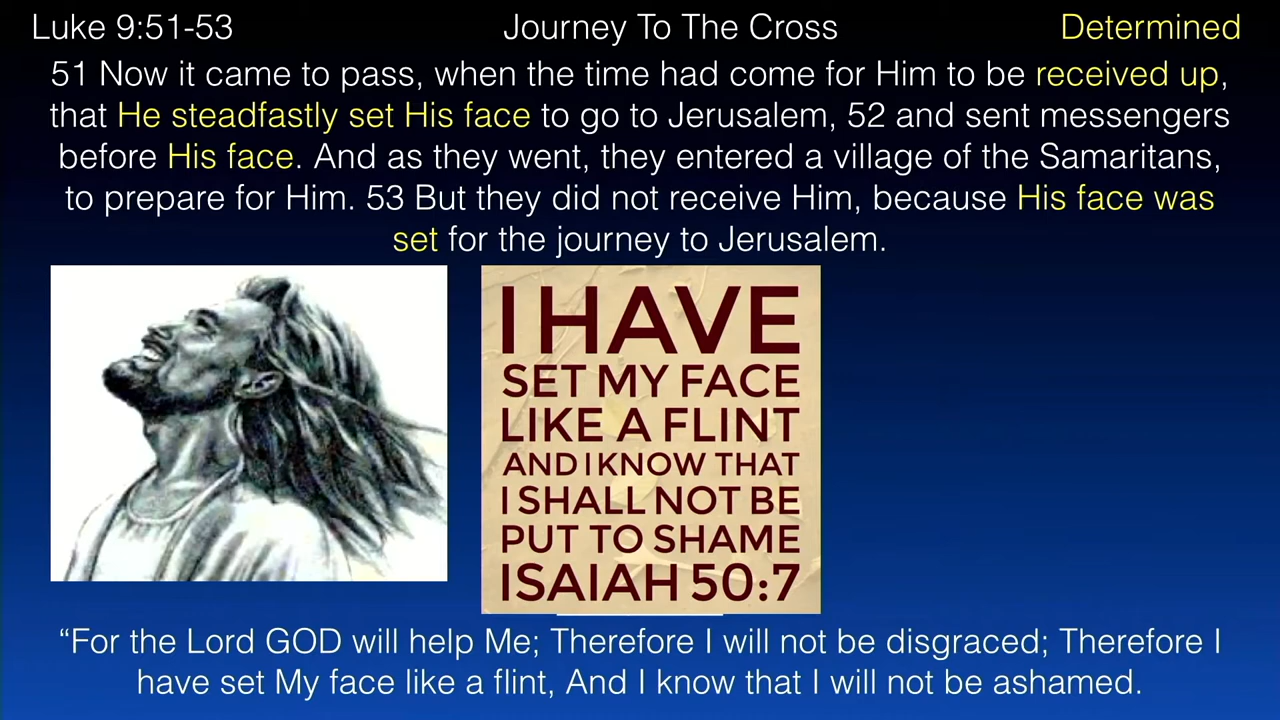 Luke 9:51-53 Journey To The Cross Determined
51 Now it came to pass, when the time had come for Him to be received up,
that He steadfastly set His face to go to Jerusalem, 52 and sent messengers
before His face. And as they went, they entered a village of the Samaritans,
to prepare for Him. 53 But they did not receive Him, because His face was
set for the journey to Jerusalem.
I HAVE
SET MY FACE
LIKE A FLINT
AND I KNOW THAT
I SHALL NOT BE
PUT TO SHAME
ISAIAH 50:7
“For the Lord GOD will help Me; Therefore I will not be disgraced; Therefore I
have set My face like a flint, And I know that I will not be ashamed.